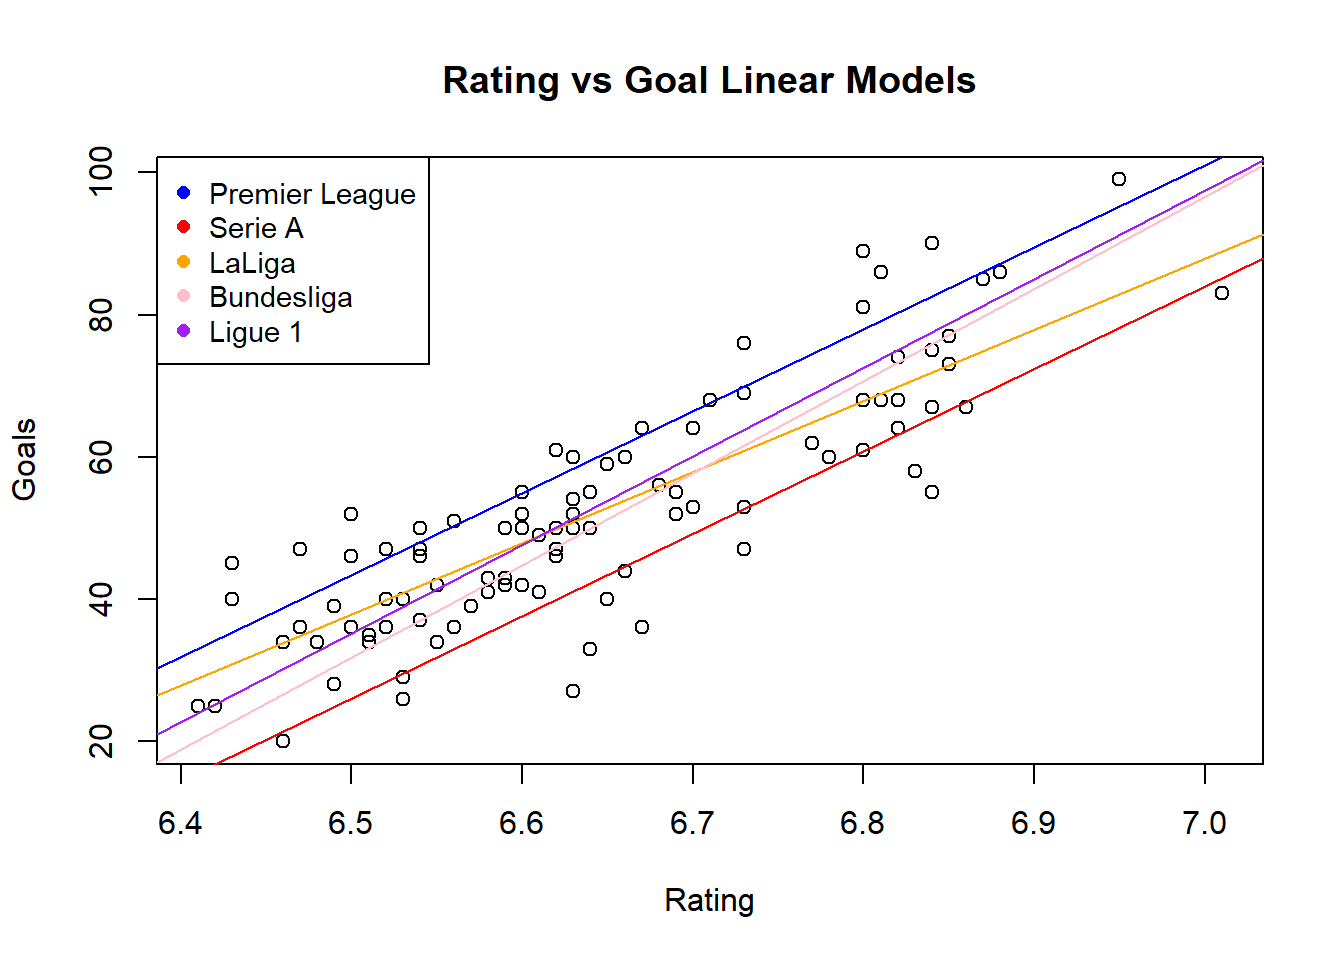 Rating vs Goal Linear Models
Premier League
Serie A
LaLiga
Bundesliga
Ligue 1
100
80
60
40
20
Goals
6.4 6.5 6.6 6.7 6.8 6.9 7.0
Rating